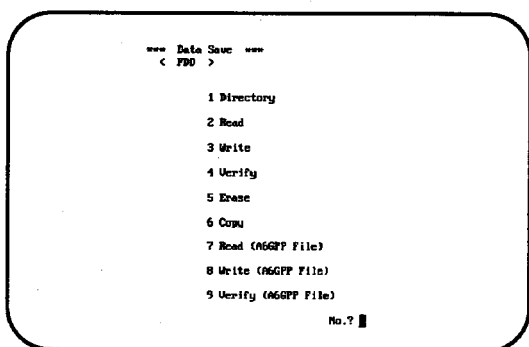 *** Data Save ***
< FDD >
1 Directory
2 Read
3 Write
4 Verify
5 Erase
6 Copy
7 Read (A6GPP File)
8 Write (A6GPP File)
9 Verify (A6GPP File)
No.?